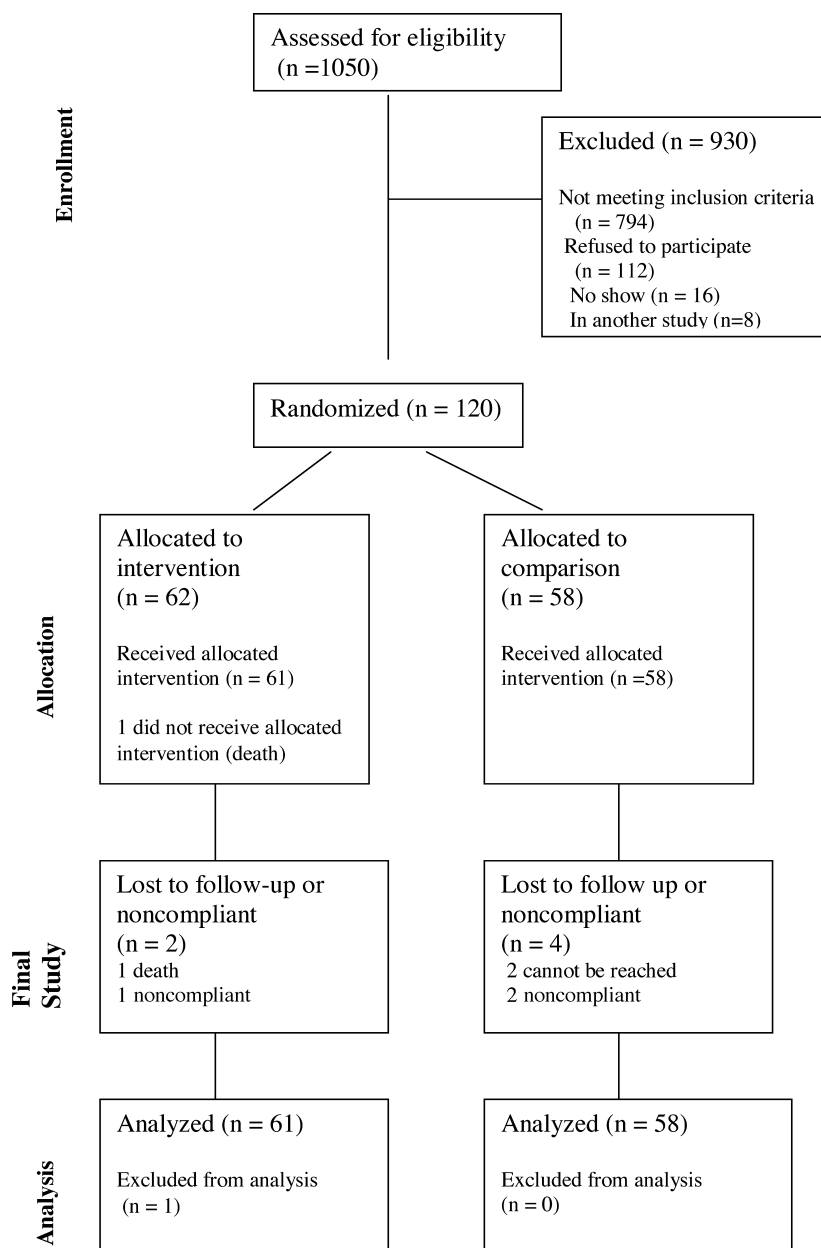 Assessed for eligibility
(n =1050)
Enrollment
Excluded (n = 930)
Not meeting inclusion criteria
(n = 794)
Refused to participate
(n = 112)
No show (n = 16)
In another study (n=8)
Randomized (n = 120)
Allocation
Allocated to
intervention
(n = 62)
Received allocated
intervention (n = 61)
1 did not receive allocated
intervention (death)
Allocated to
comparison
(n = 58)
Received allocated
intervention (n =58)
Final
Study
Lost to follow-up or
noncompliant
(n = 2)
1 death
1 noncompliant
Lost to follow up or
noncompliant
(n = 4)
2 cannot be reached
2 noncompliant
Analysis
Analyzed (n = 61)
Excluded from analysis
(n = 1)
Analyzed (n = 58)
Excluded from analysis
(n = 0)